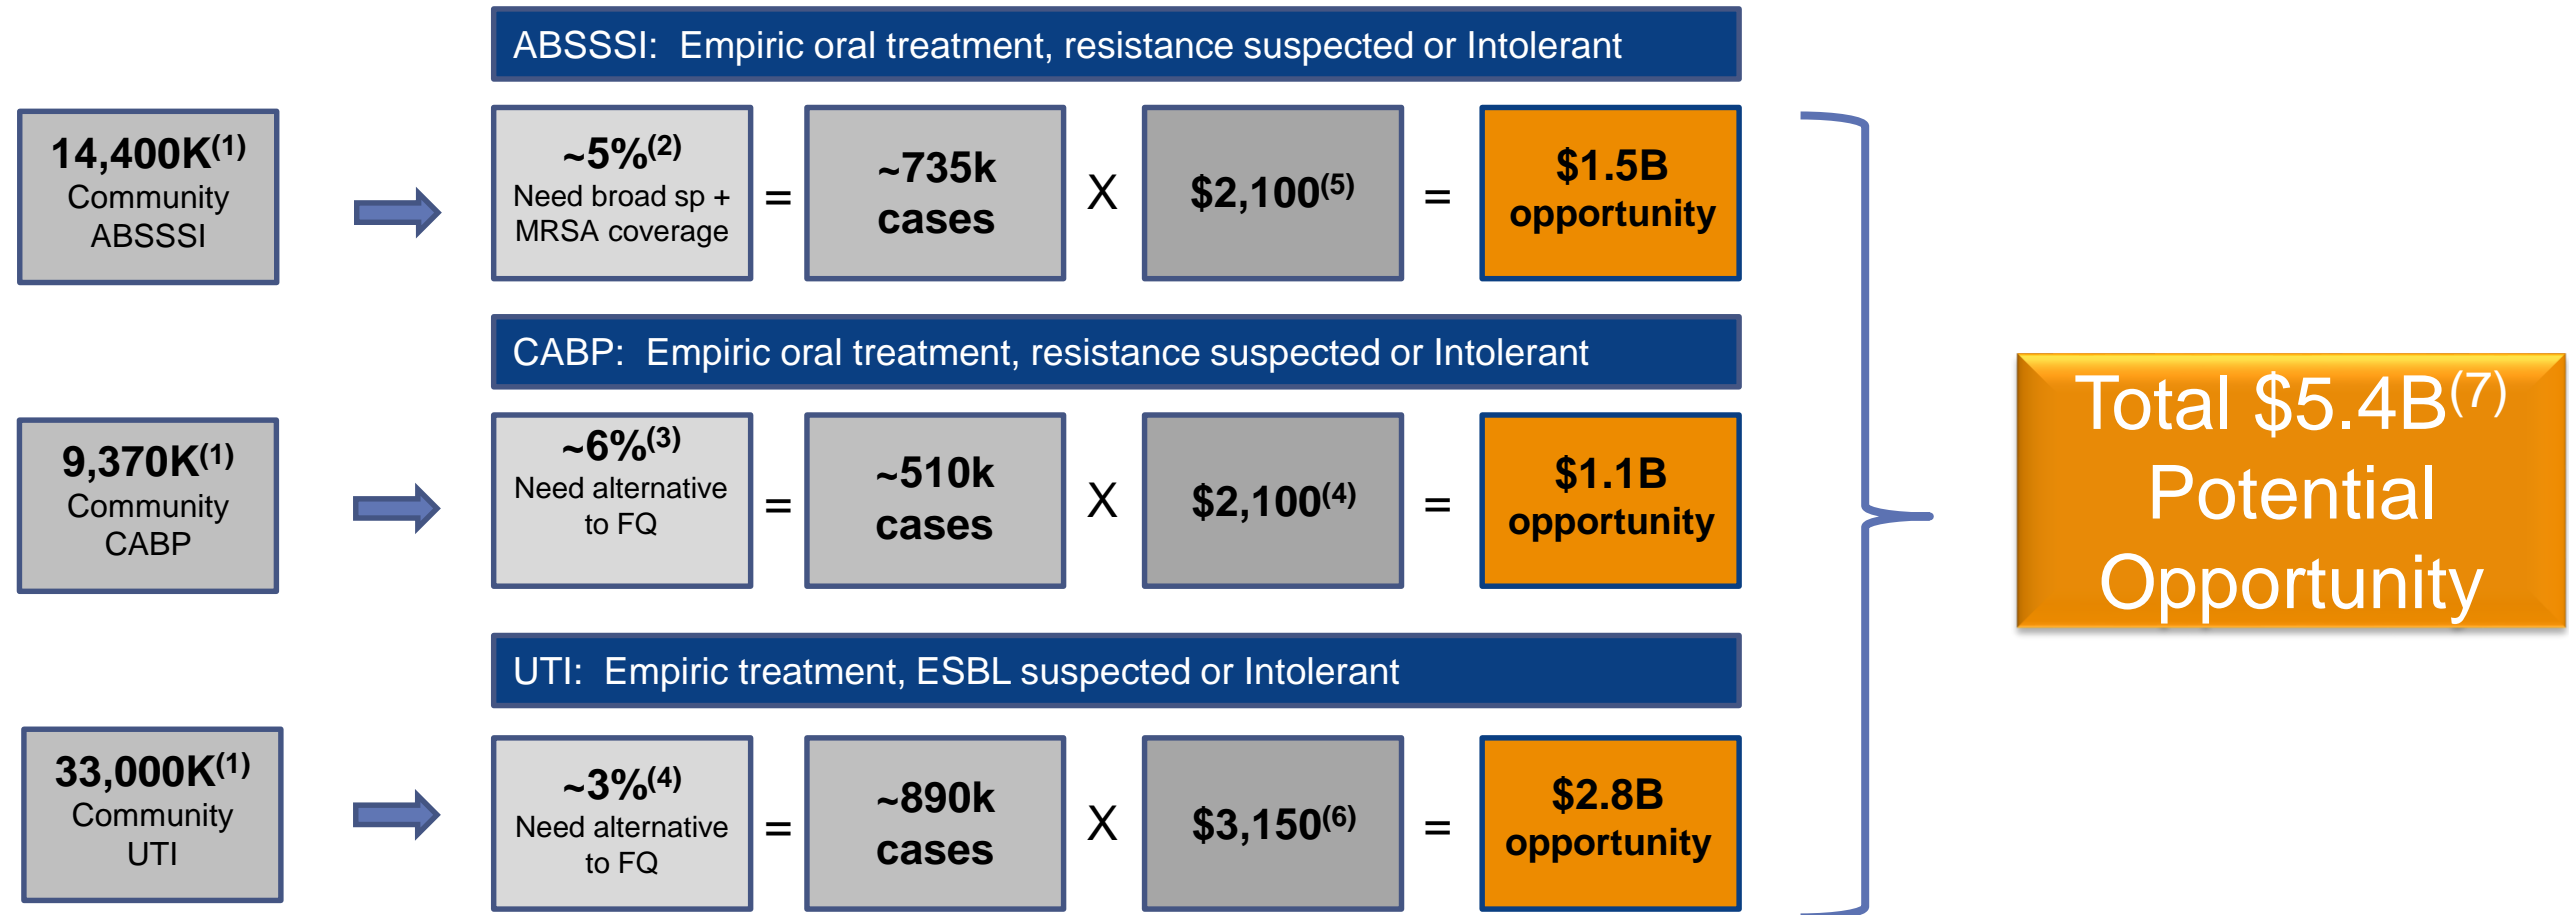 ABSSSI: Empiric oral treatment, resistance suspected or Intolerant
14,400K(1)
Community
ABSSSI
~5%(2)
Need broad sp +
MRSA coverage
=
~735k
cases
X
$2,100(5)
=
$1.5B
opportunity
CABP: Empiric oral treatment, resistance suspected or Intolerant
9,370K(1)
Community
CABP
~6%(3)
Need alternative
to FQ
=
~510k
cases
X
$2,100(4)
=
$1.1B
opportunity
UTI: Empiric treatment, ESBL suspected or Intolerant
33,000K(1)
Community
UTI
~3%(4)
Need alternative
to FQ
=
~890k
cases
X
$3,150(6)
=
$2.8B
opportunity
Total $5.4B(7)
Potential
Opportunity